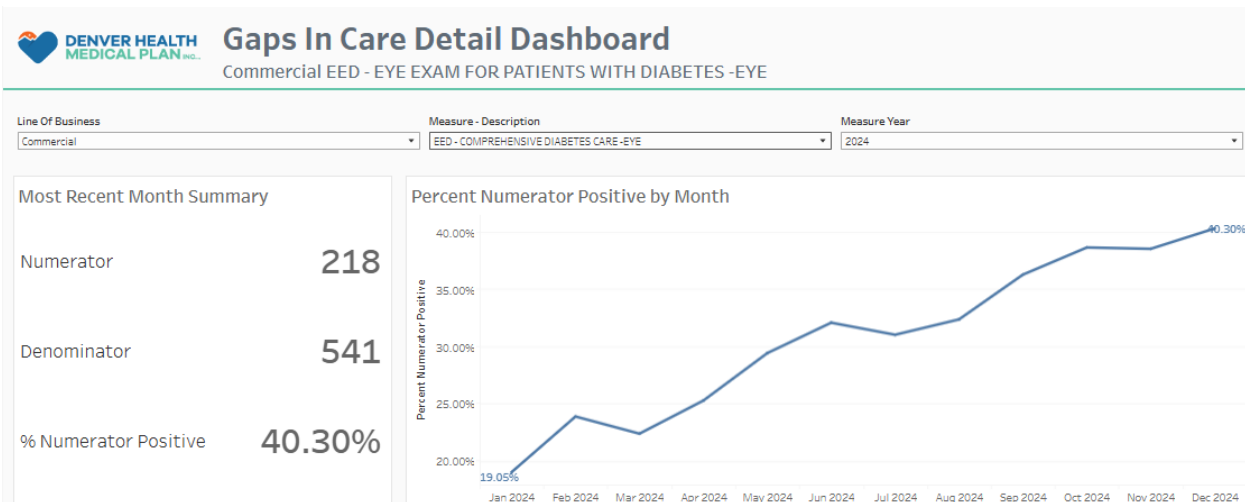 DENVER HEALTH
MEDICAL PLAN INC.
Gaps In Care Detail Dashboard
Commercial EED - EYE EXAM FOR PATIENTS WITH DIABETES -EYE
Line Of Business
Commercial
Measure - Description
EED - COMPREHENSIVE DIABETES CARE -EYE
Measure Year
2024
Most Recent Month Summary
Numerator 218
Denominator 541
% Numerator Positive 40.30%
Percent Numerator Positive by Month
Percent Numerator Positive
40.00%
35.00%
30.00%
25.00%
20.00%
19.05%
40.30%
Jan 2024 Feb 2024 Mar 2024 Apr 2024 May 2024 Jun 2024 Jul 2024 Aug 2024 Sep 2024 Oct 2024 Nov 2024 Dec 2024